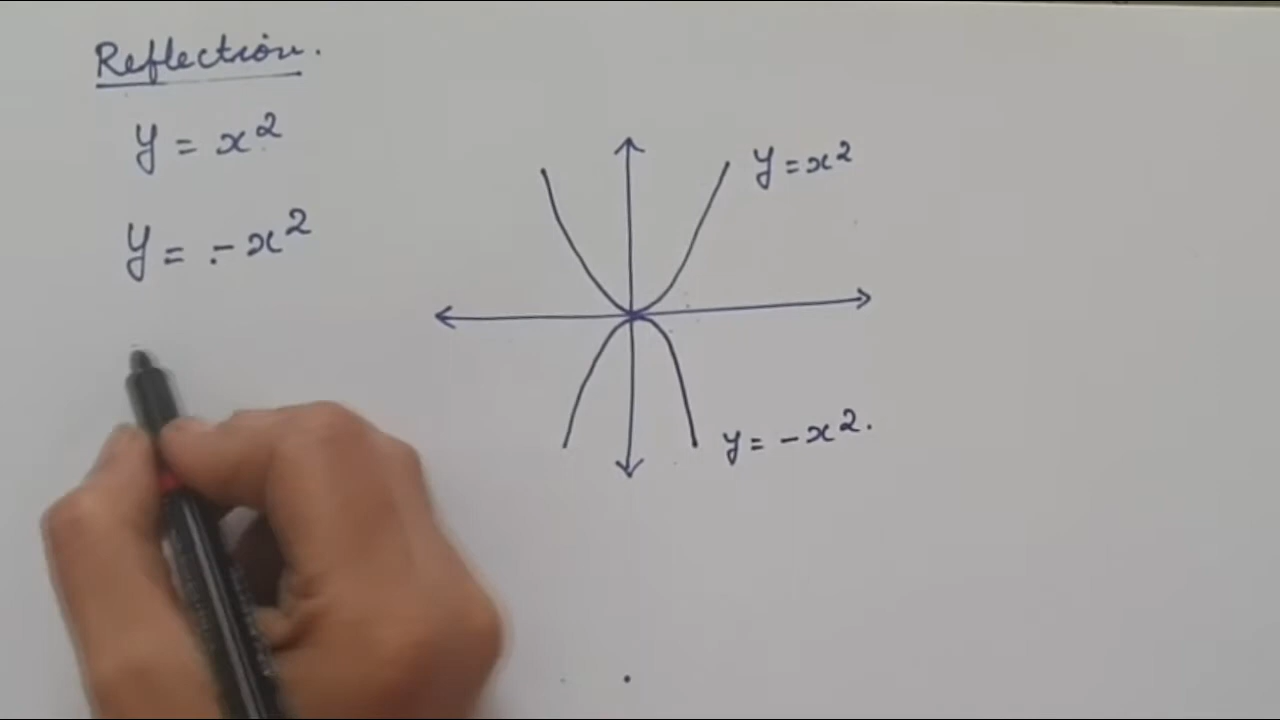 Reflection.
y = x²
y = -x²
y = x²
y = -x².